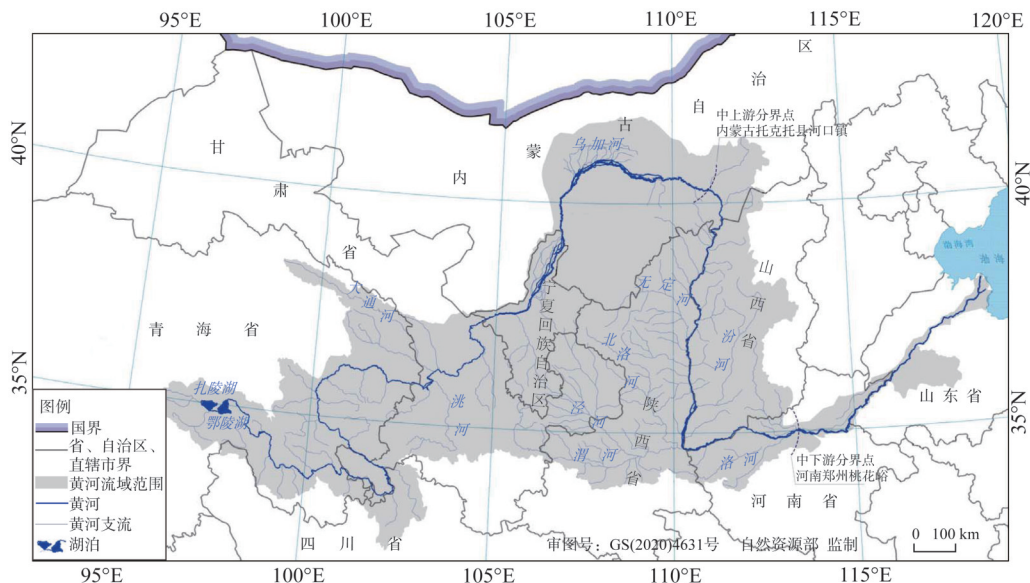 95°E
100°E
105°E
110°E
115°E
120°E
40°N
35°N
40°N
35°N
区
治
自
古
蒙
内
中上游分界点
内蒙古托克托县河口镇
乌加河
甘
肃
省
大通河
青海省
宁夏回族自治区
无定河
山西省
汾河
北洛河
泾河
渭河
陕西省
洮河
洛河
渤海湾
渤海
山东省
河南省
中下游分界点
河南郑州桃花峪
扎陵湖
鄂陵湖
四川省
图例
国界
省、自治区、
直辖市界
黄河流域范围
黄河
黄河支流
湖泊
审图号：GS(2020)4631号 自然资源部 监制
0 100 km
95°E
100°E
105°E
110°E
115°E